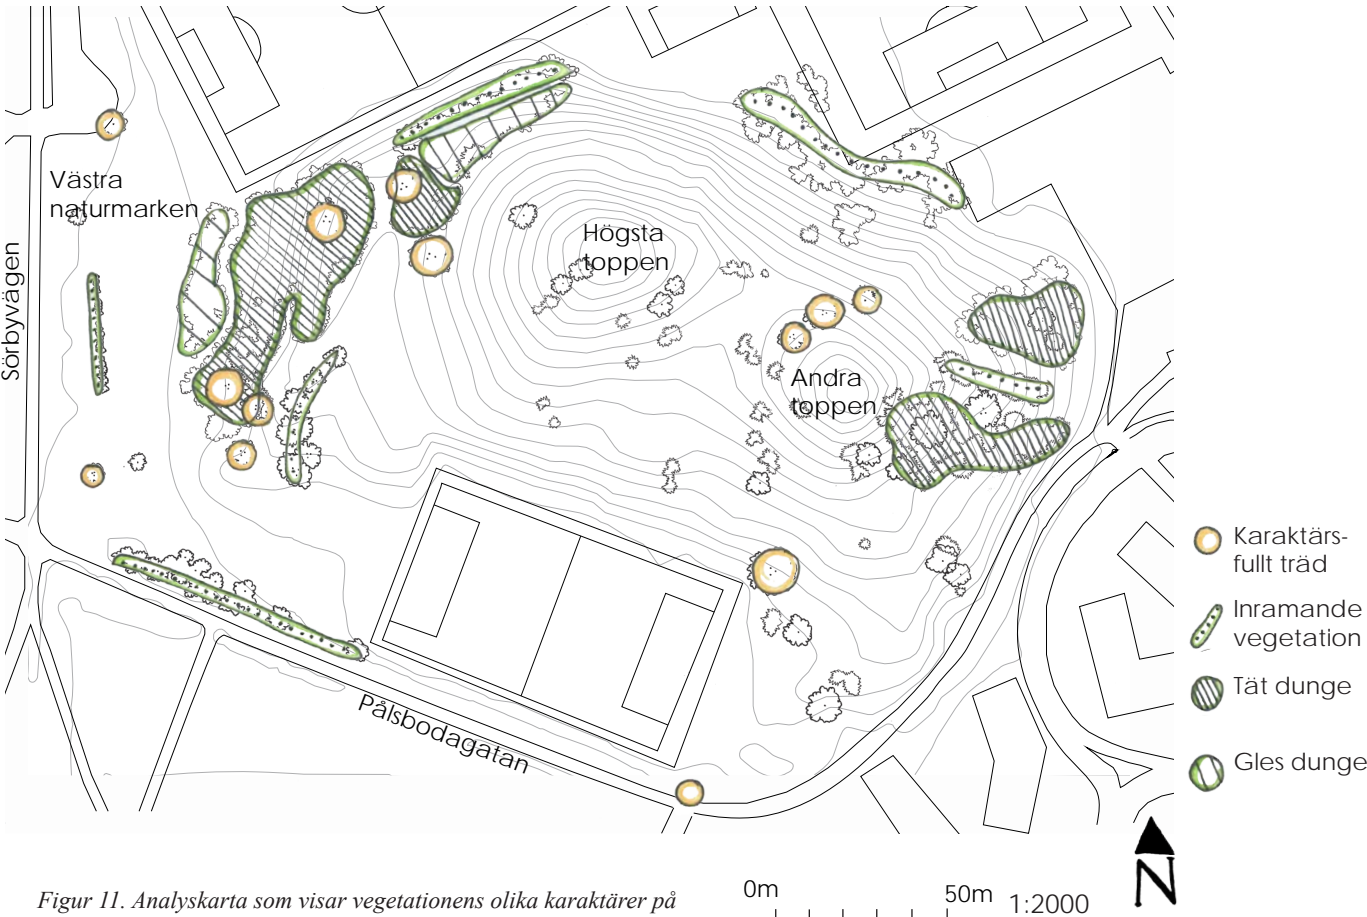 Västra
naturmarken
Sörbyvägen
Högsta
toppen
Andra
toppen
Pålsbodagatan
Karaktärs-
fullt träd
Inramande
vegetation
Tät dunge
Gles dunge
N
0m
50m
1:2000
Figur 11. Analyskarta som visar vegetationens olika karaktärer på